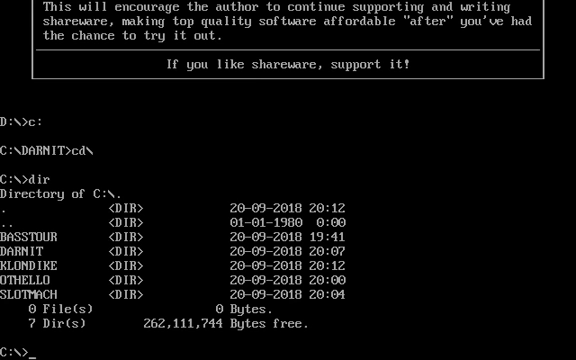 This will encourage the author to continue supporting and writing
shareware, making top quality software affordable "after" you've had
the chance to try it out.
If you like shareware, support it!
D:\>c:
C:\DARNIT>cd\
C:\>dir
Directory of C:\.
. <DIR> 20-09-2018 20:12
.. <DIR> 01-01-1980 0:00
BASSTOUR <DIR> 20-09-2018 19:41
DARNIT <DIR> 20-09-2018 20:07
KLONDIKE <DIR> 20-09-2018 20:12
OTHELLO <DIR> 20-09-2018 20:00
SLOTMACH <DIR> 20-09-2018 20:04
0 File(s) 0 Bytes.
7 Dir(s) 262,111,744 Bytes free.
C:\>_